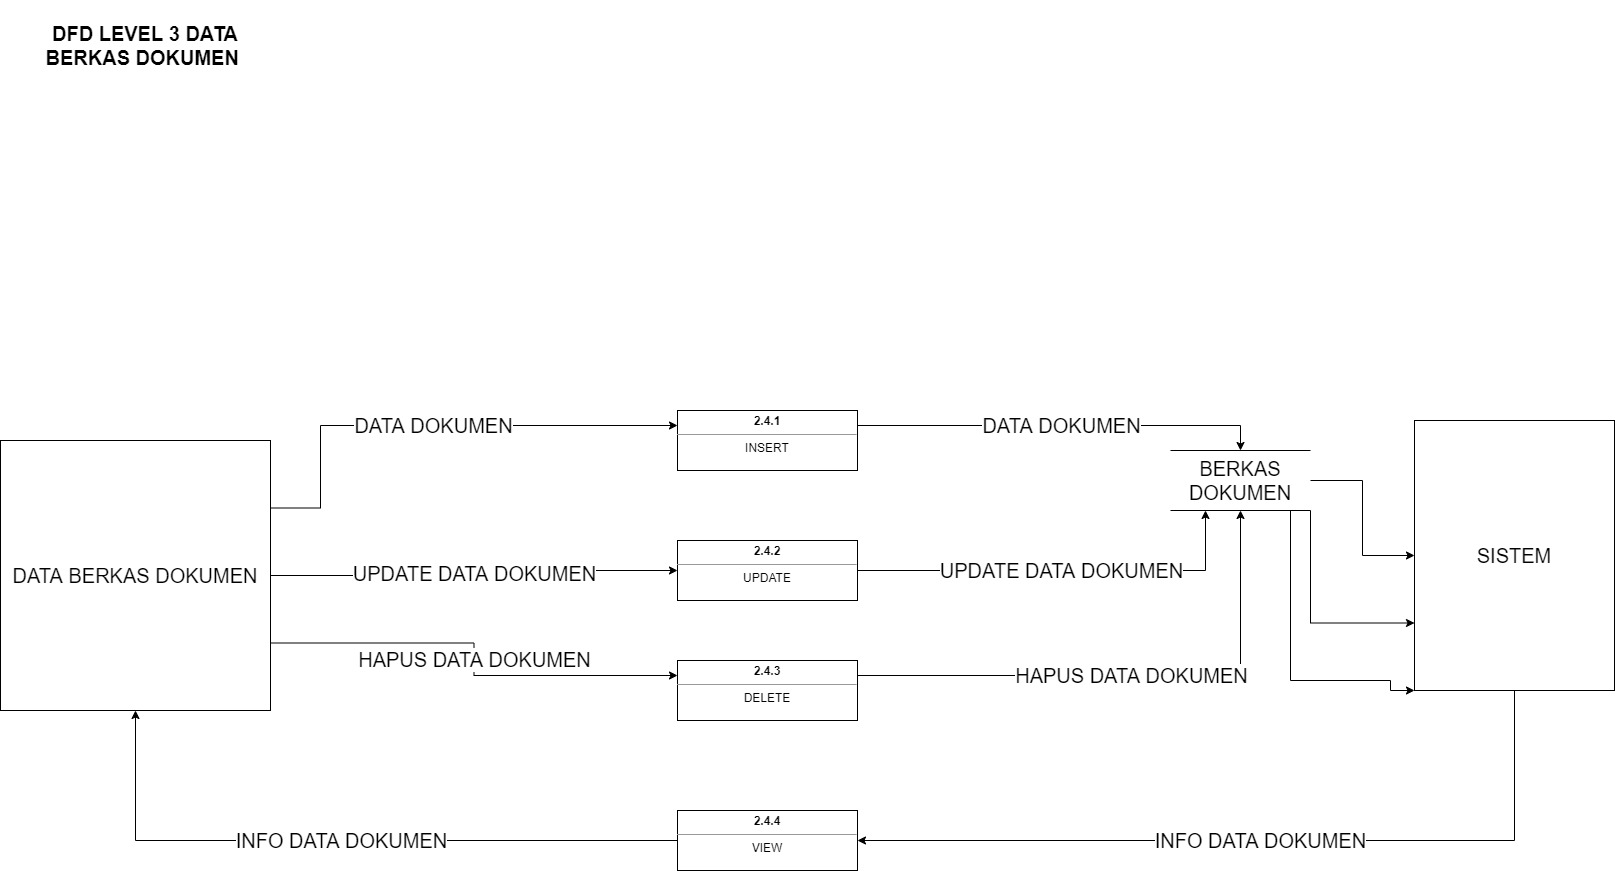 DFD LEVEL 3 DATA
BERKAS DOKUMEN
DATA DOKUMEN
2.4.1
INSERT
DATA DOKUMEN
BERKAS
DOKUMEN
DATA BERKAS DOKUMEN
UPDATE DATA DOKUMEN
2.4.2
UPDATE
UPDATE DATA DOKUMEN
SISTEM
HAPUS DATA DOKUMEN
2.4.3
DELETE
HAPUS DATA DOKUMEN
INFO DATA DOKUMEN
2.4.4
VIEW
INFO DATA DOKUMEN